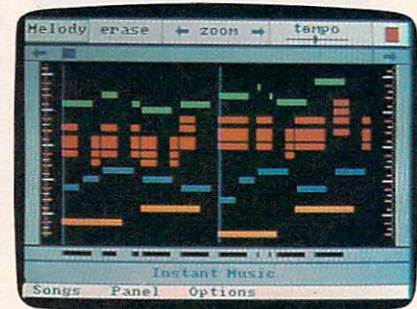 Melody erase ← zoom → tempo
Instant Music
Songs Panel Options